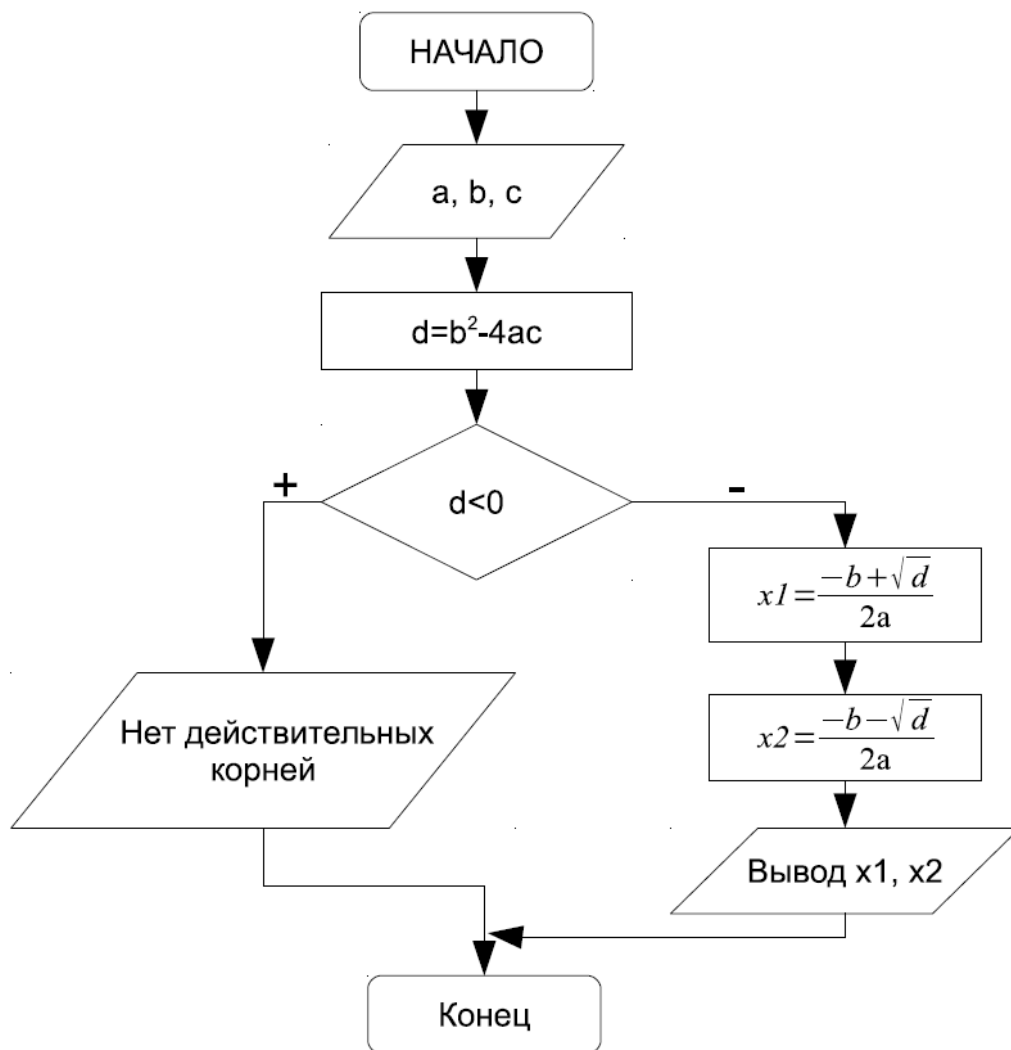 НАЧАЛО
a, b, c
d=b²-4ac
+
d<0
-
x1=(-b+√d)/2a
x2=(-b-√d)/2a
Нет действительных
корней
Вывод x1, x2
Конец